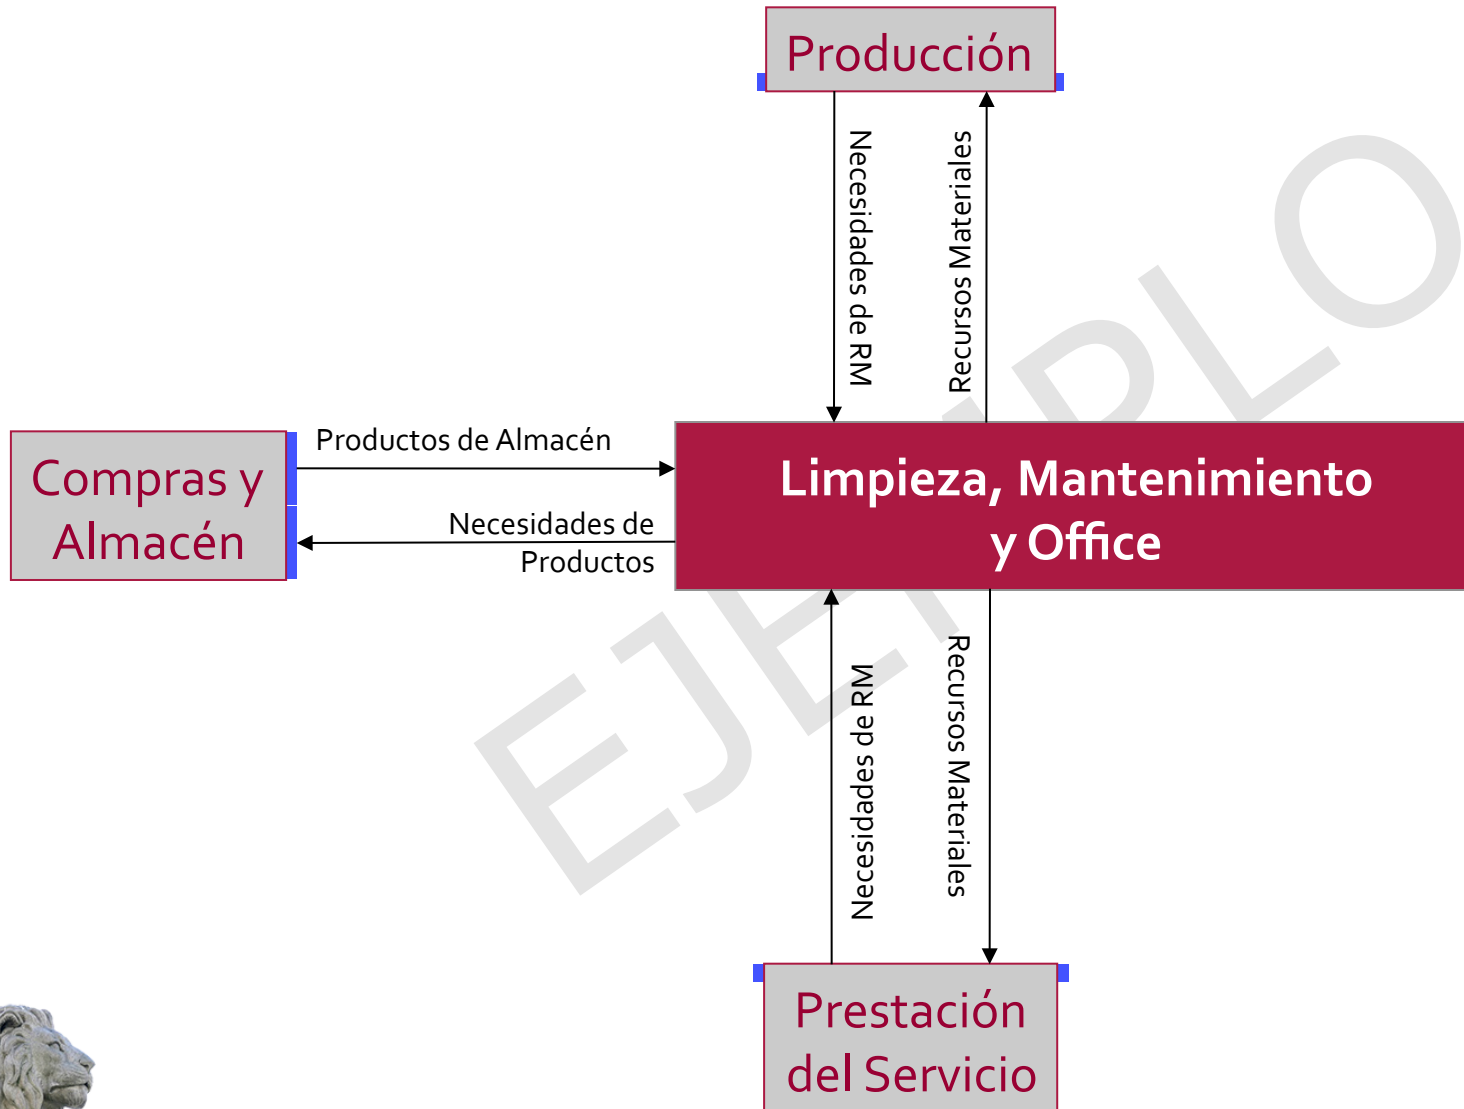 Producción
Necesidades de RM
Recursos Materiales
Productos de Almacén
Compras y
Almacén
Necesidades de
Productos
Limpieza, Mantenimiento
y Office
Necesidades de RM
Recursos Materiales
Prestación
del Servicio
EJEMPLO